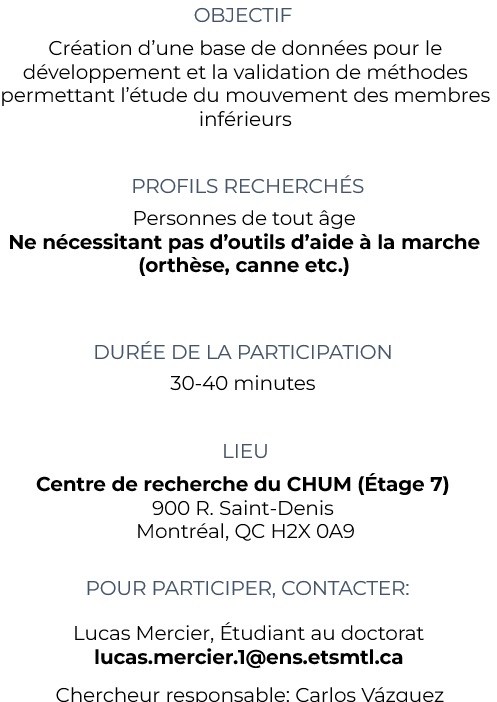 OBJECTIF
Création d'une base de données pour le
développement et la validation de méthodes
permettant l'étude du mouvement des membres
inférieurs
PROFILS RECHERCHÉS
Personnes de tout âge
Ne nécessitant pas d'outils d'aide à la marche
(orthèse, canne etc.)
DURÉE DE LA PARTICIPATION
30-40 minutes
LIEU
Centre de recherche du CHUM (Étage 7)
900 R. Saint-Denis
Montréal, QC H2X 0A9
POUR PARTICIPER, CONTACTER:
Lucas Mercier, Étudiant au doctorat
lucas.mercier.1@ens.etsmtl.ca
Chercheur responsable: Carlos Vázquez